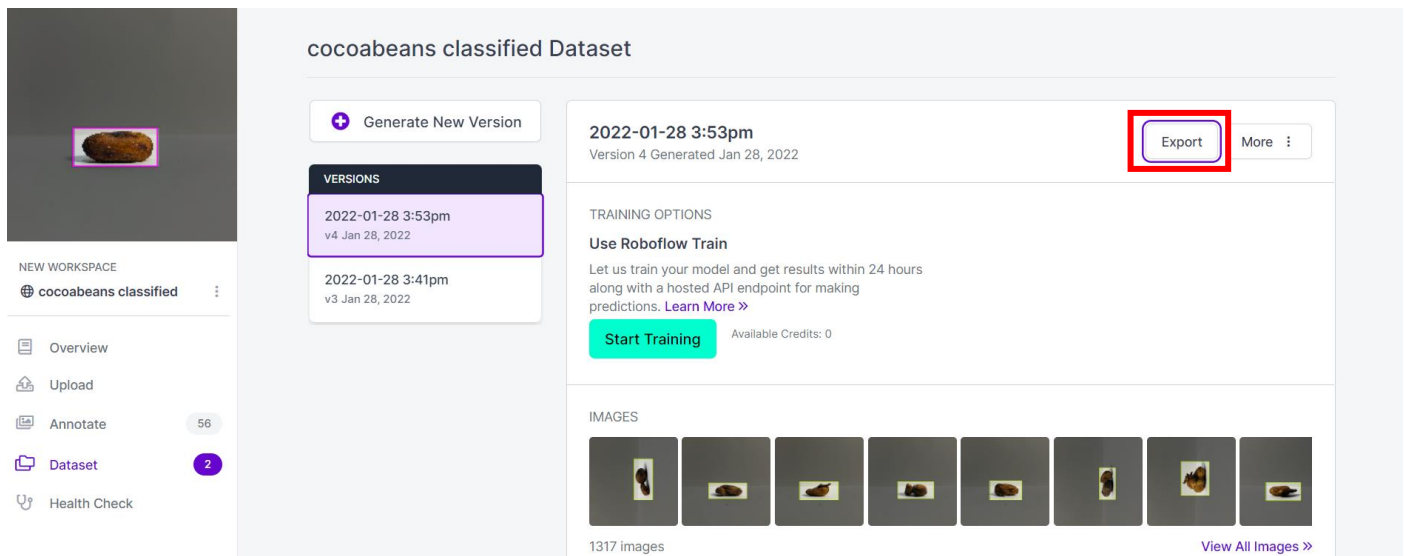 cocoabeans classified Dataset
NEW WORKSPACE
cocoabeans classified
Overview
Upload
Annotate 56
Dataset 2
Health Check
Generate New Version
VERSIONS
2022-01-28 3:53pm
v4 Jan 28, 2022
2022-01-28 3:41pm
v3 Jan 28, 2022
2022-01-28 3:53pm
Version 4 Generated Jan 28, 2022
Export
More
TRAINING OPTIONS
Use Roboflow Train
Let us train your model and get results within 24 hours
along with a hosted API endpoint for making
predictions. Learn More »
Start Training
Available Credits: 0
IMAGES
1317 images
View All Images »